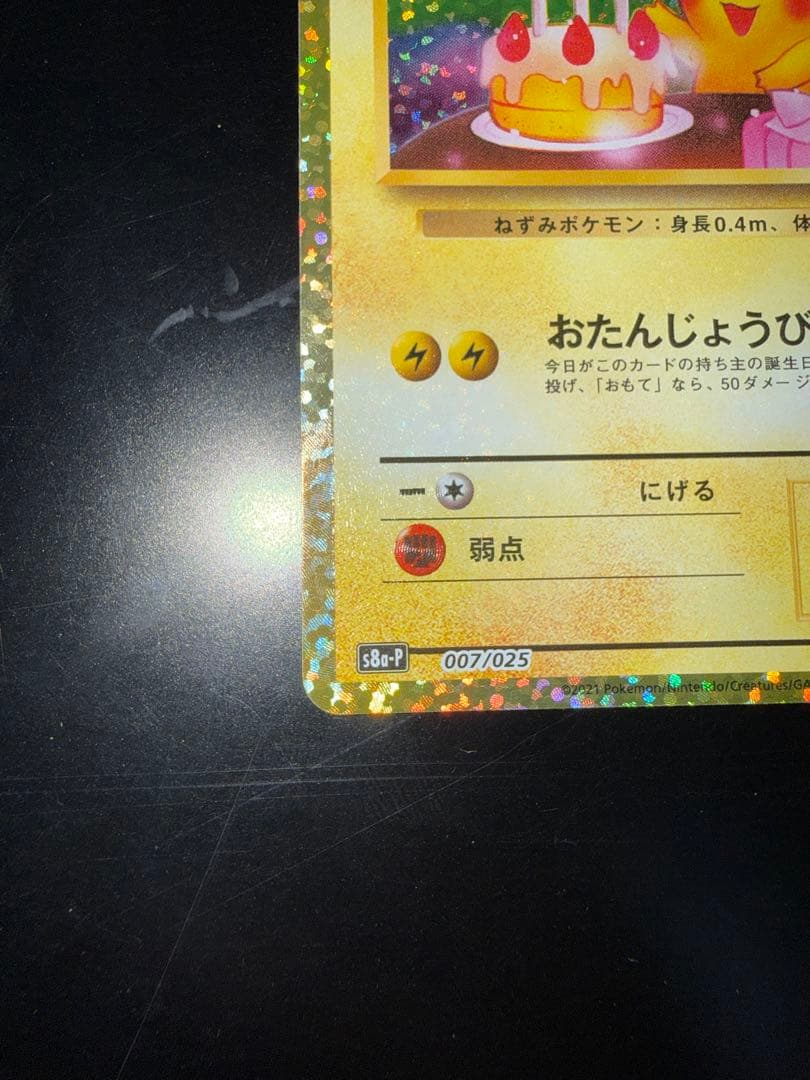 ねずみポケモン：身長0.4m、体
おたんじょうび
今日がこのカードの持ち主の誕生日
投げ、「おもて」なら、50ダメージ
にげる
弱点
s8a-P 007/025
©2021 Pokémon/Nintendo/Creatures/GA